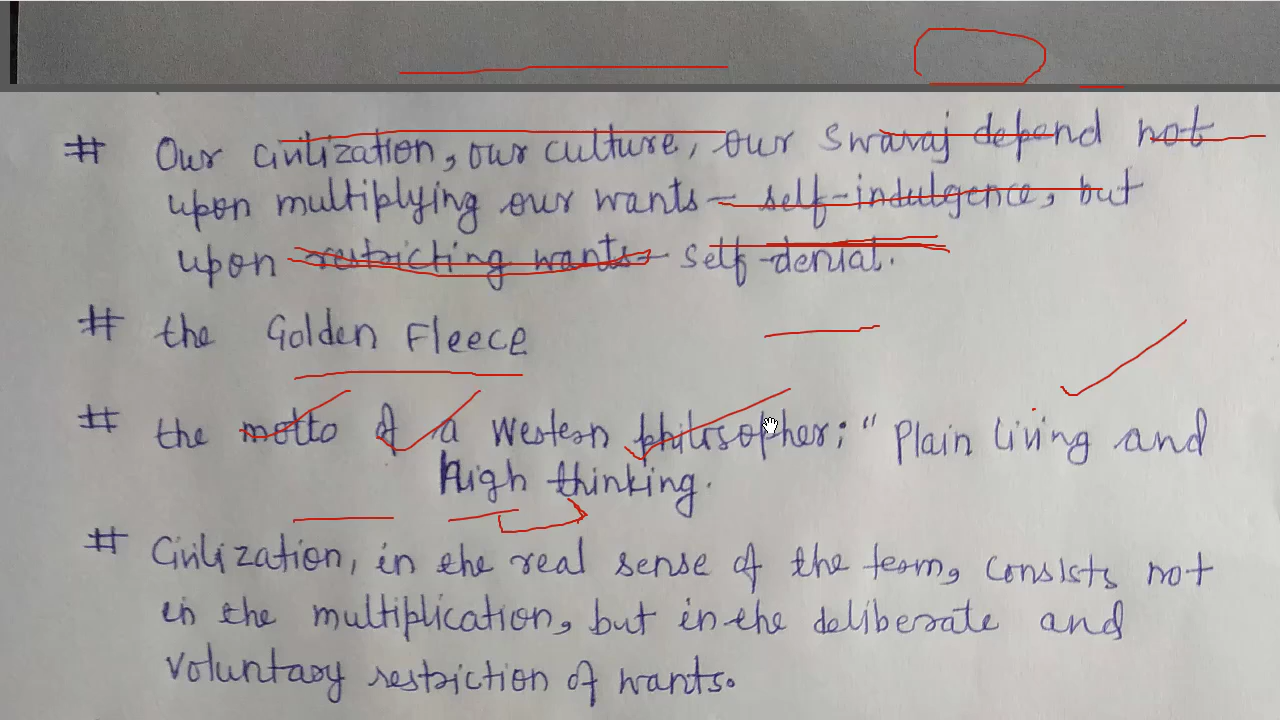 # Our civilization, our culture, our Swaraj depend not
upon multiplying our wants - self-indulgence, but
upon restricting wants - self-denial.
# the Golden Fleece
# the motto of a Western philosopher: "Plain living and
High thinking.
# Civilization, in the real sense of the term, consists not
in the multiplication, but in the deliberate and
voluntary restriction of wants.